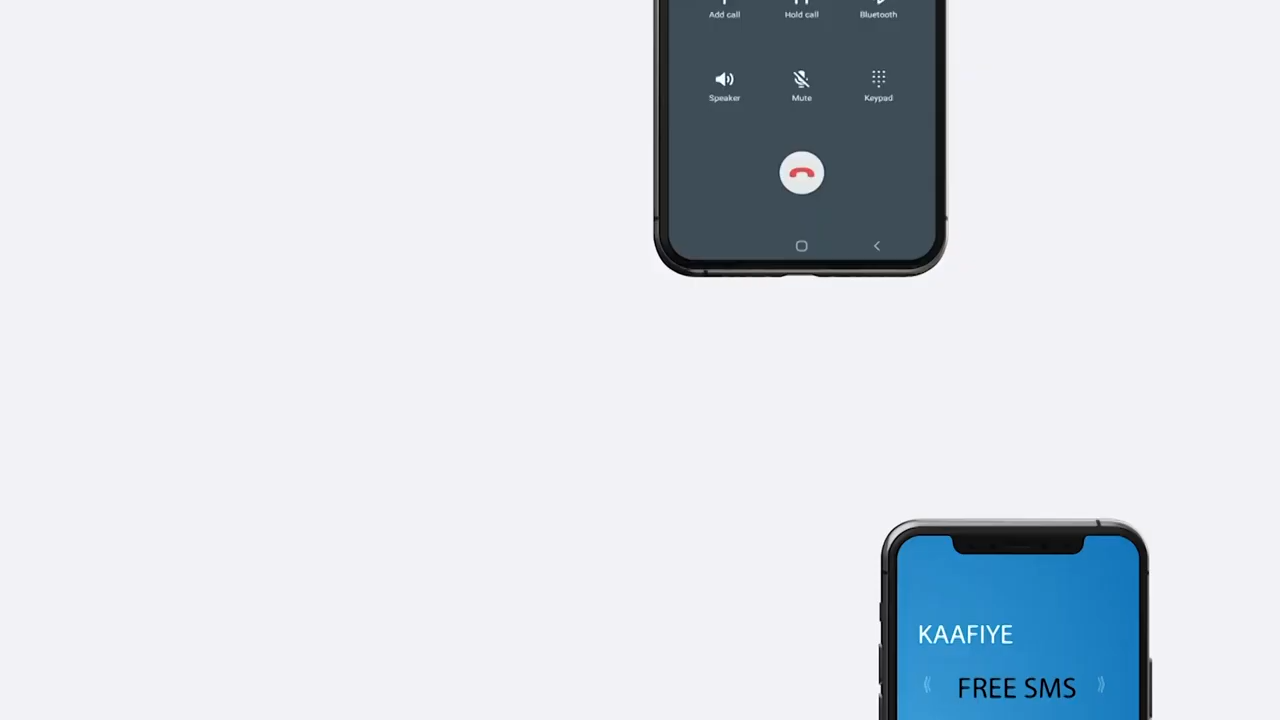 Add call Hold call Bluetooth
Speaker Mute Keypad
KAAFIYE
FREE SMS